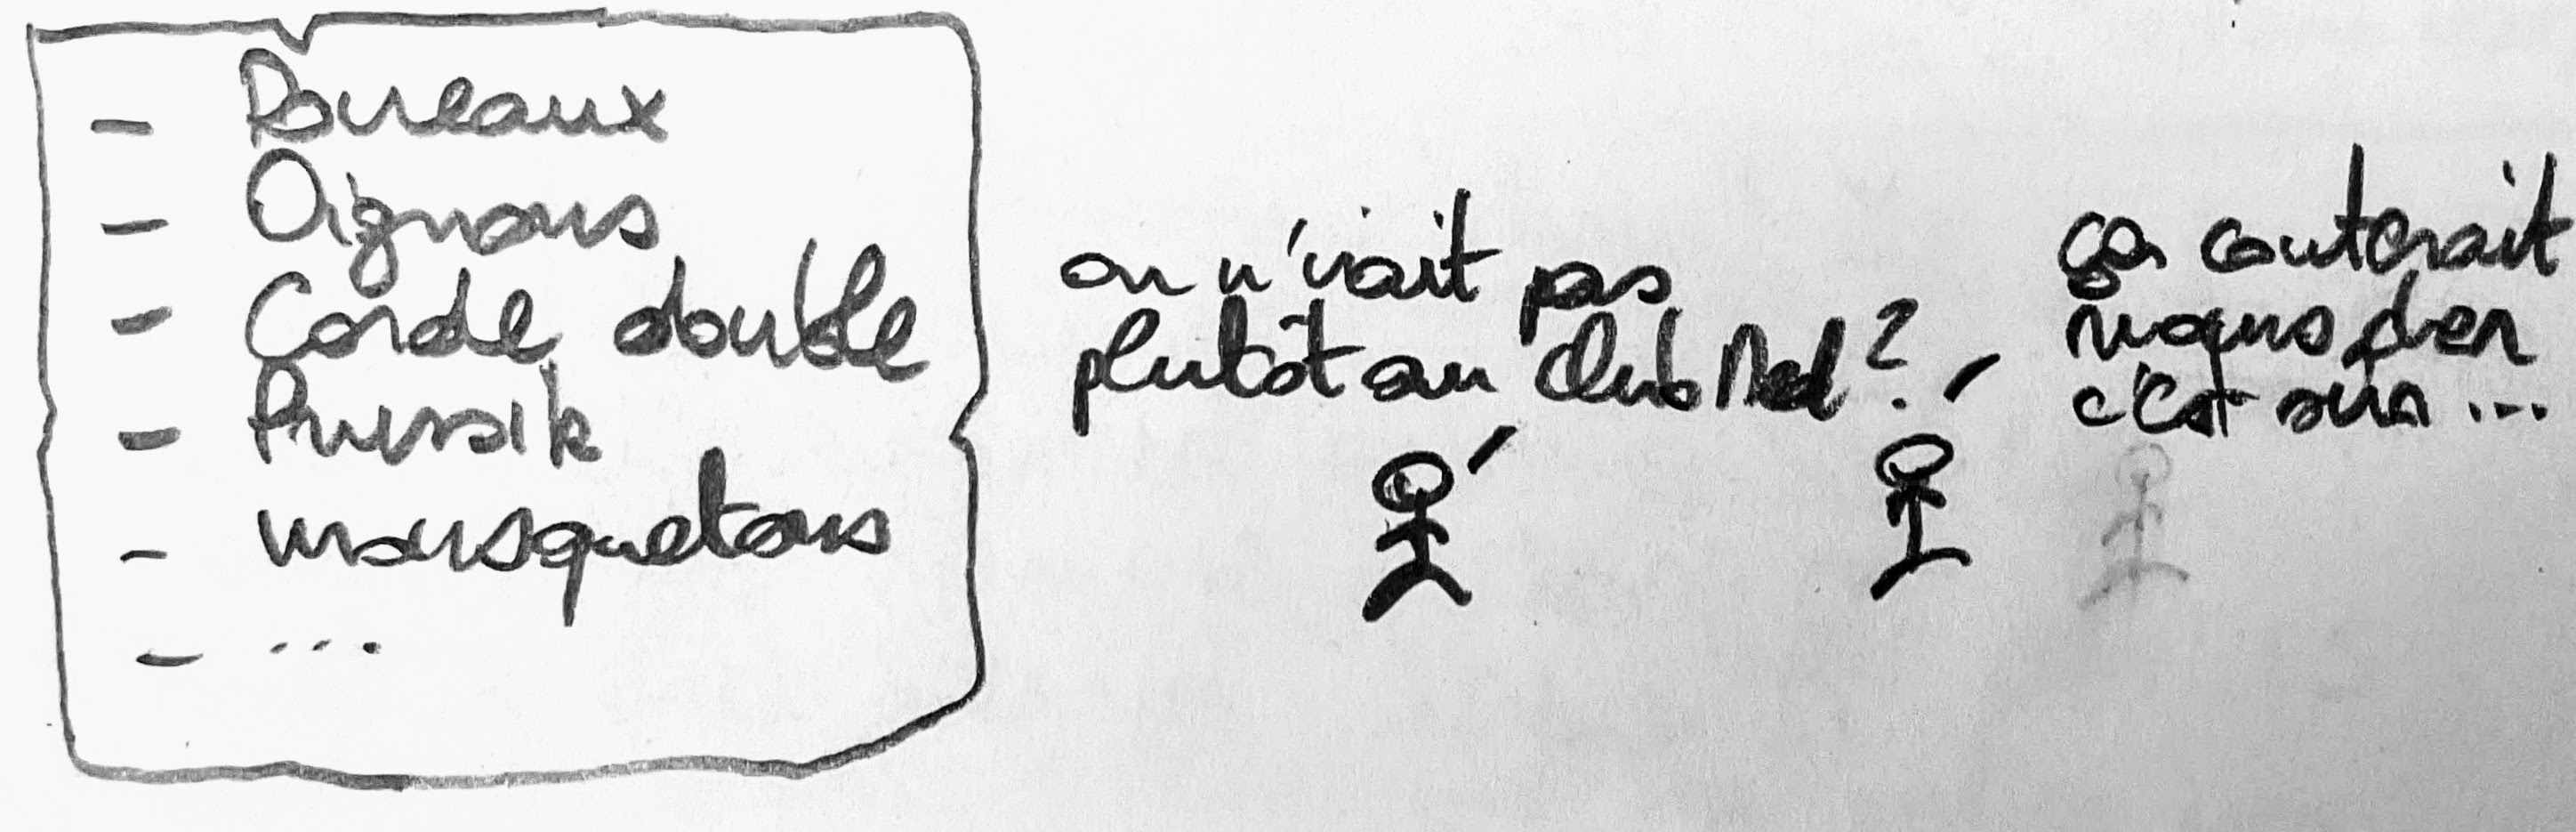 - Poireaux
- Oignons
- Corde double
- Prussik
- mousquetons
- ...
on n'irait pas
plutôt au Club Med ?
ça couterait
moins cher
c'est sûr ...